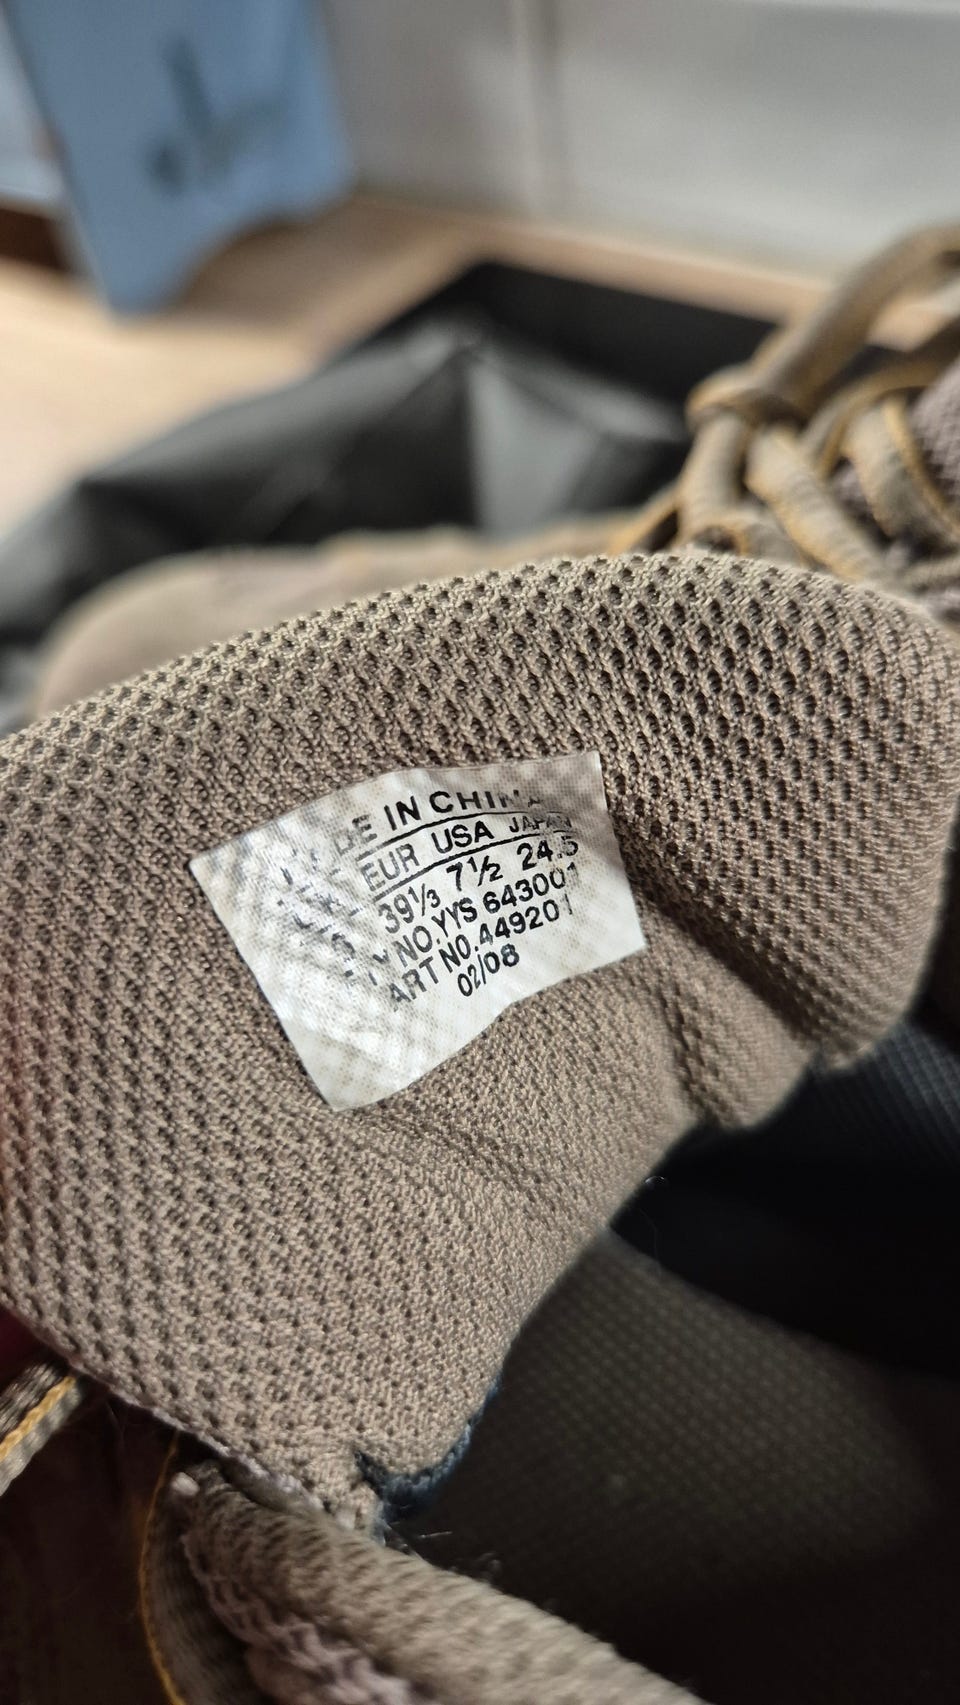 DE IN CHINA
EUR USA JAPAN
39⅓ 7½ 24.5
NO.YYS 643001
ART NO.449201
02/08